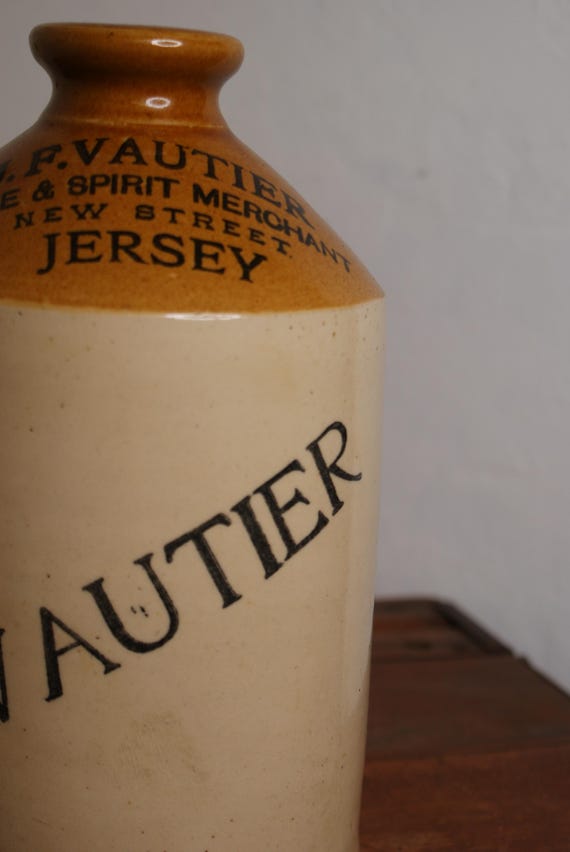 F. VAUTIER
E & SPIRIT MERCHANT
NEW STREET.
JERSEY
VAUTIER